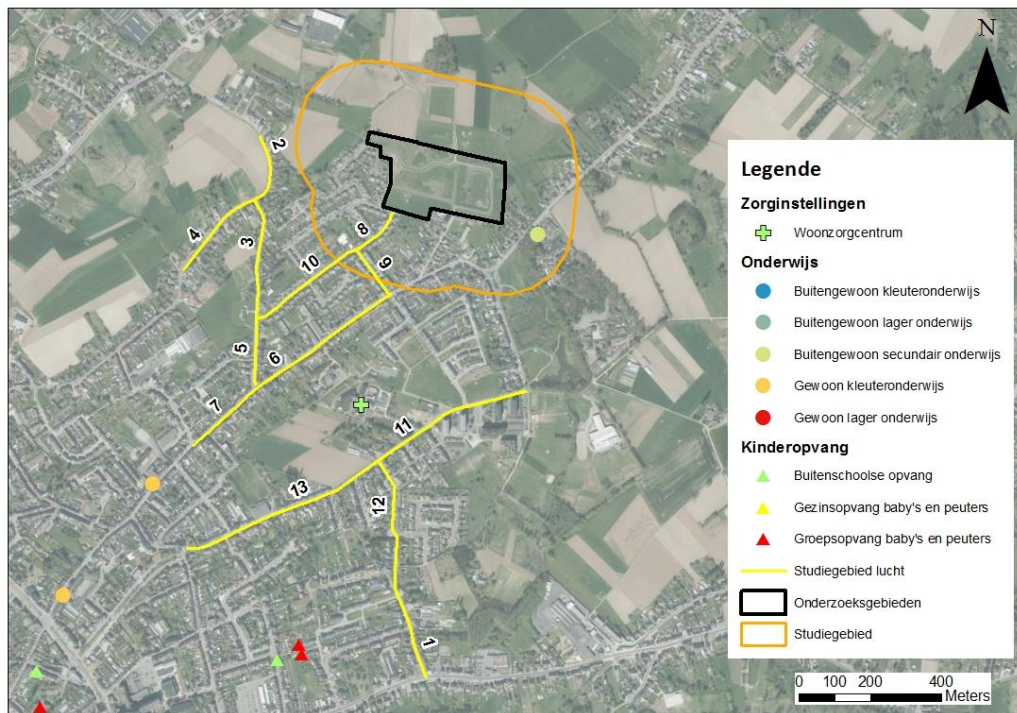 N
Legende
Zorginstellingen
Woonzorgcentrum
Onderwijs
Buitengewoon kleuteronderwijs
Buitengewoon lager onderwijs
Buitengewoon secundair onderwijs
Gewoon kleuteronderwijs
Gewoon lager onderwijs
Kinderopvang
Buitenschoolse opvang
Gezinsopvang baby's en peuters
Groepsopvang baby's en peuters
Studiegebied lucht
Onderzoeksgebieden
Studiegebied
0 100 200 400
Meters
2
4
3
8
10
9
5
6
7
11
13
12
1